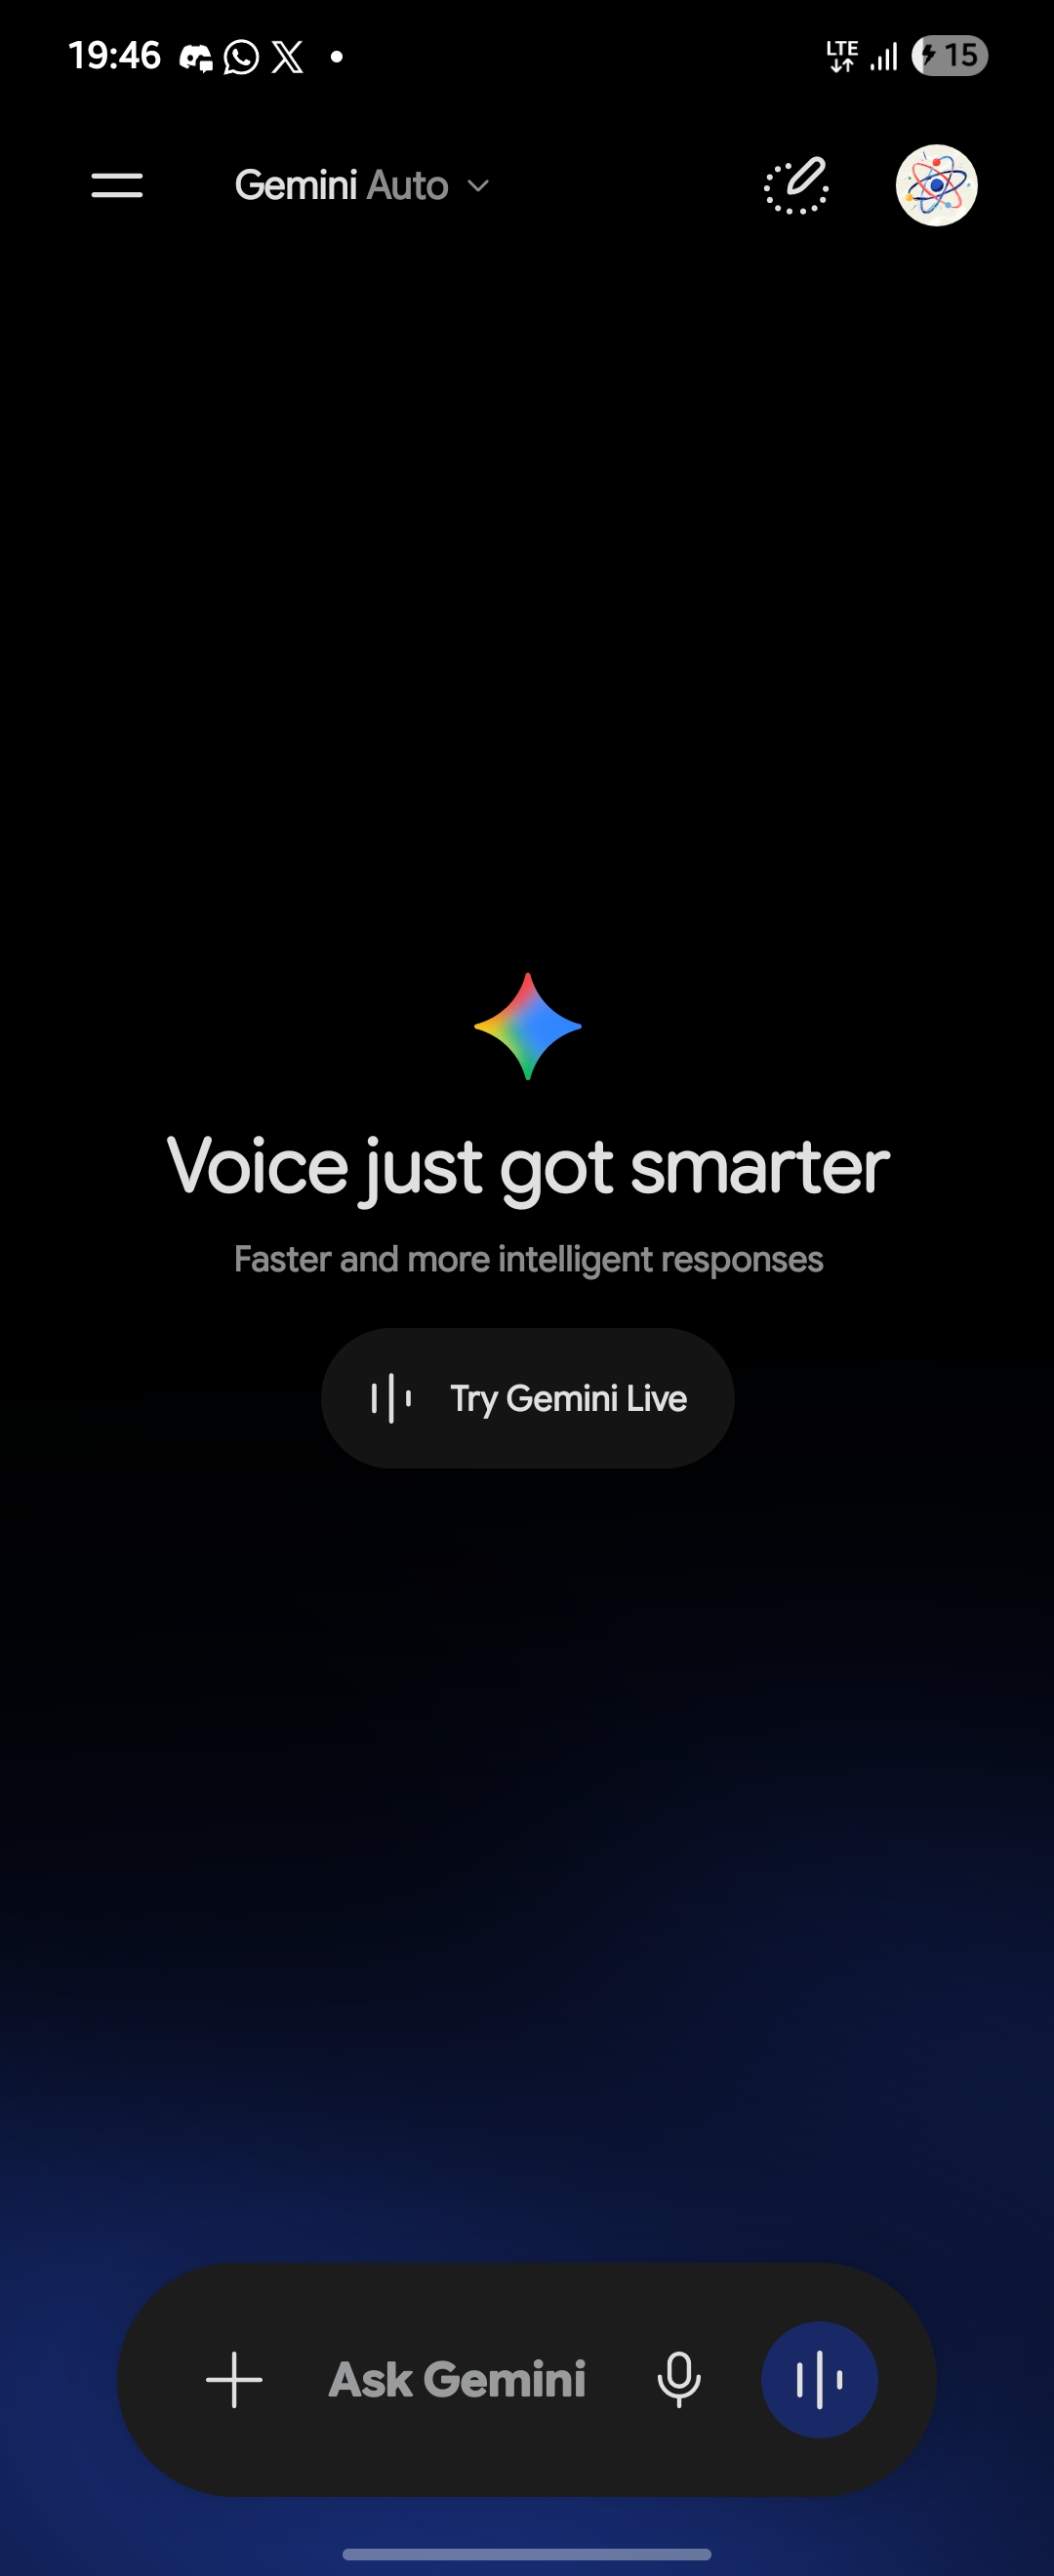 19:46
LTE
15
Gemini Auto
Voice just got smarter
Faster and more intelligent responses
Try Gemini Live
Ask Gemini